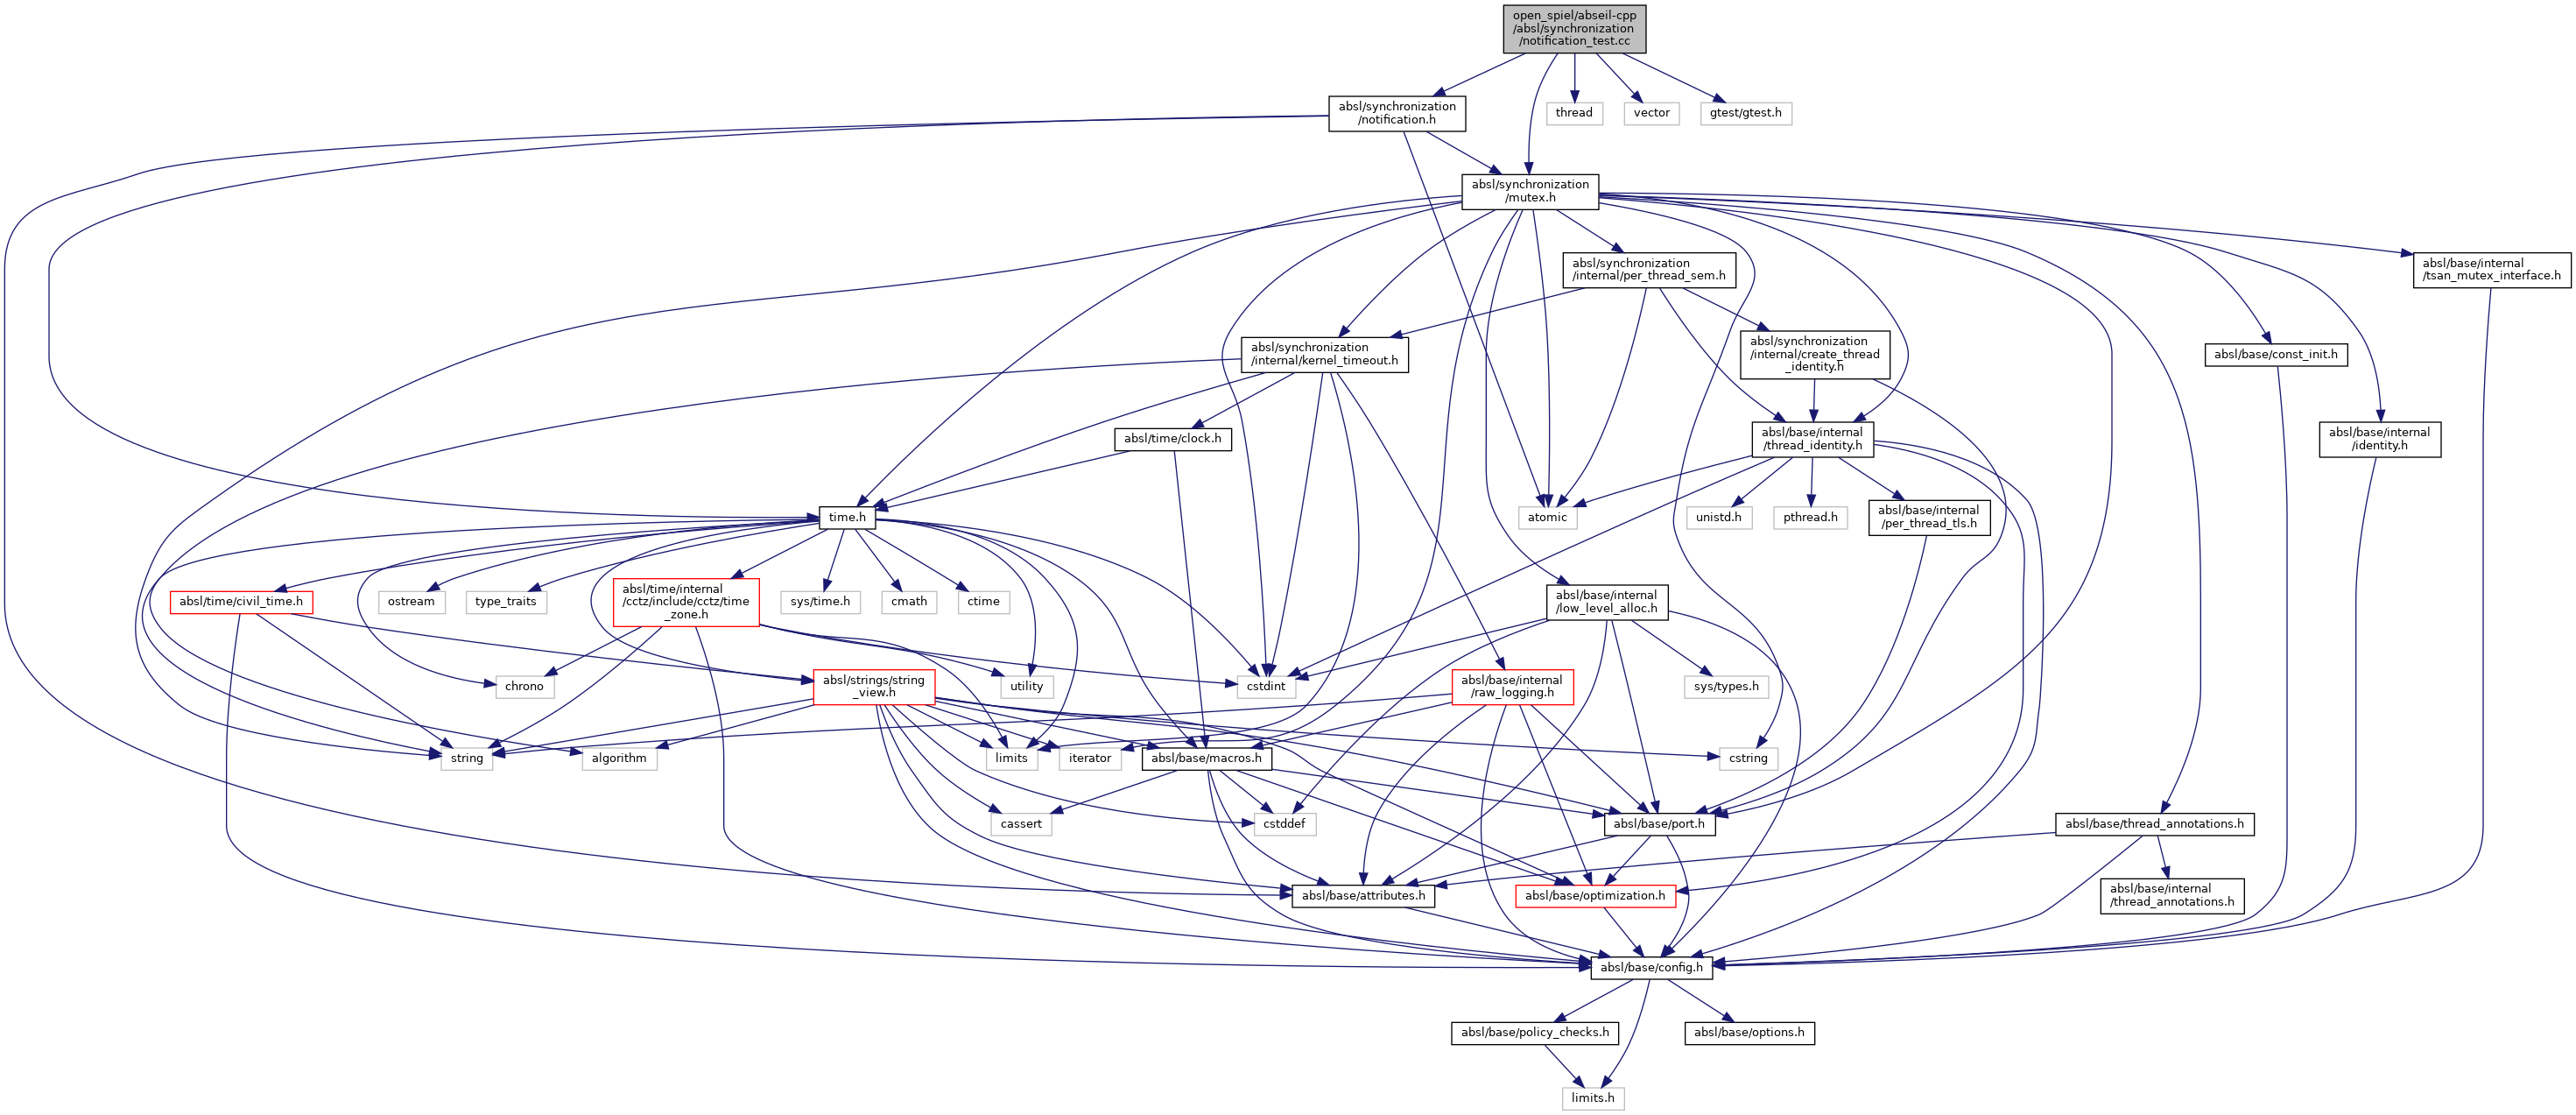 open_spiel/abseil-cpp
/absl/synchronization
/notification_test.cc
absl/synchronization
/notification.h
thread
vector
gtest/gtest.h
absl/synchronization
/mutex.h
absl/synchronization
/internal/per_thread_sem.h
absl/base/internal
/tsan_mutex_interface.h
absl/synchronization
/internal/kernel_timeout.h
absl/synchronization
/internal/create_thread
_identity.h
absl/base/const_init.h
absl/time/clock.h
absl/base/internal
/thread_identity.h
absl/base/internal
/identity.h
time.h
atomic
unistd.h
pthread.h
absl/base/internal
/per_thread_tls.h
absl/time/civil_time.h
ostream
type_traits
absl/time/internal
/cctz/include/cctz/time
_zone.h
sys/time.h
cmath
ctime
absl/base/internal
/low_level_alloc.h
chrono
absl/strings/string
_view.h
utility
cstdint
absl/base/internal
/raw_logging.h
sys/types.h
string
algorithm
limits
iterator
absl/base/macros.h
cstring
cassert
cstddef
absl/base/port.h
absl/base/thread_annotations.h
absl/base/attributes.h
absl/base/optimization.h
absl/base/internal
/thread_annotations.h
absl/base/config.h
absl/base/policy_checks.h
absl/base/options.h
limits.h